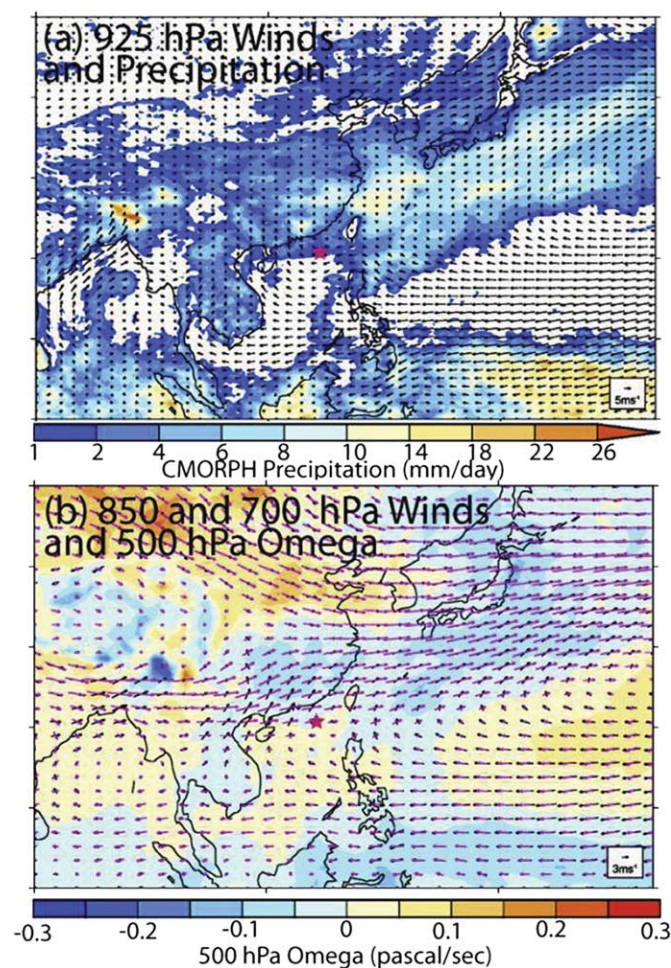 (a) 925 hPa Winds
and Precipitation
5ms⁻¹
1 2 4 6 8 10 14 18 22 26
CMORPH Precipitation (mm/day)
(b) 850 and 700 hPa Winds
and 500 hPa Omega
3ms⁻¹
-0.3 -0.2 -0.1 0 0.1 0.2 0.3
500 hPa Omega (pascal/sec)